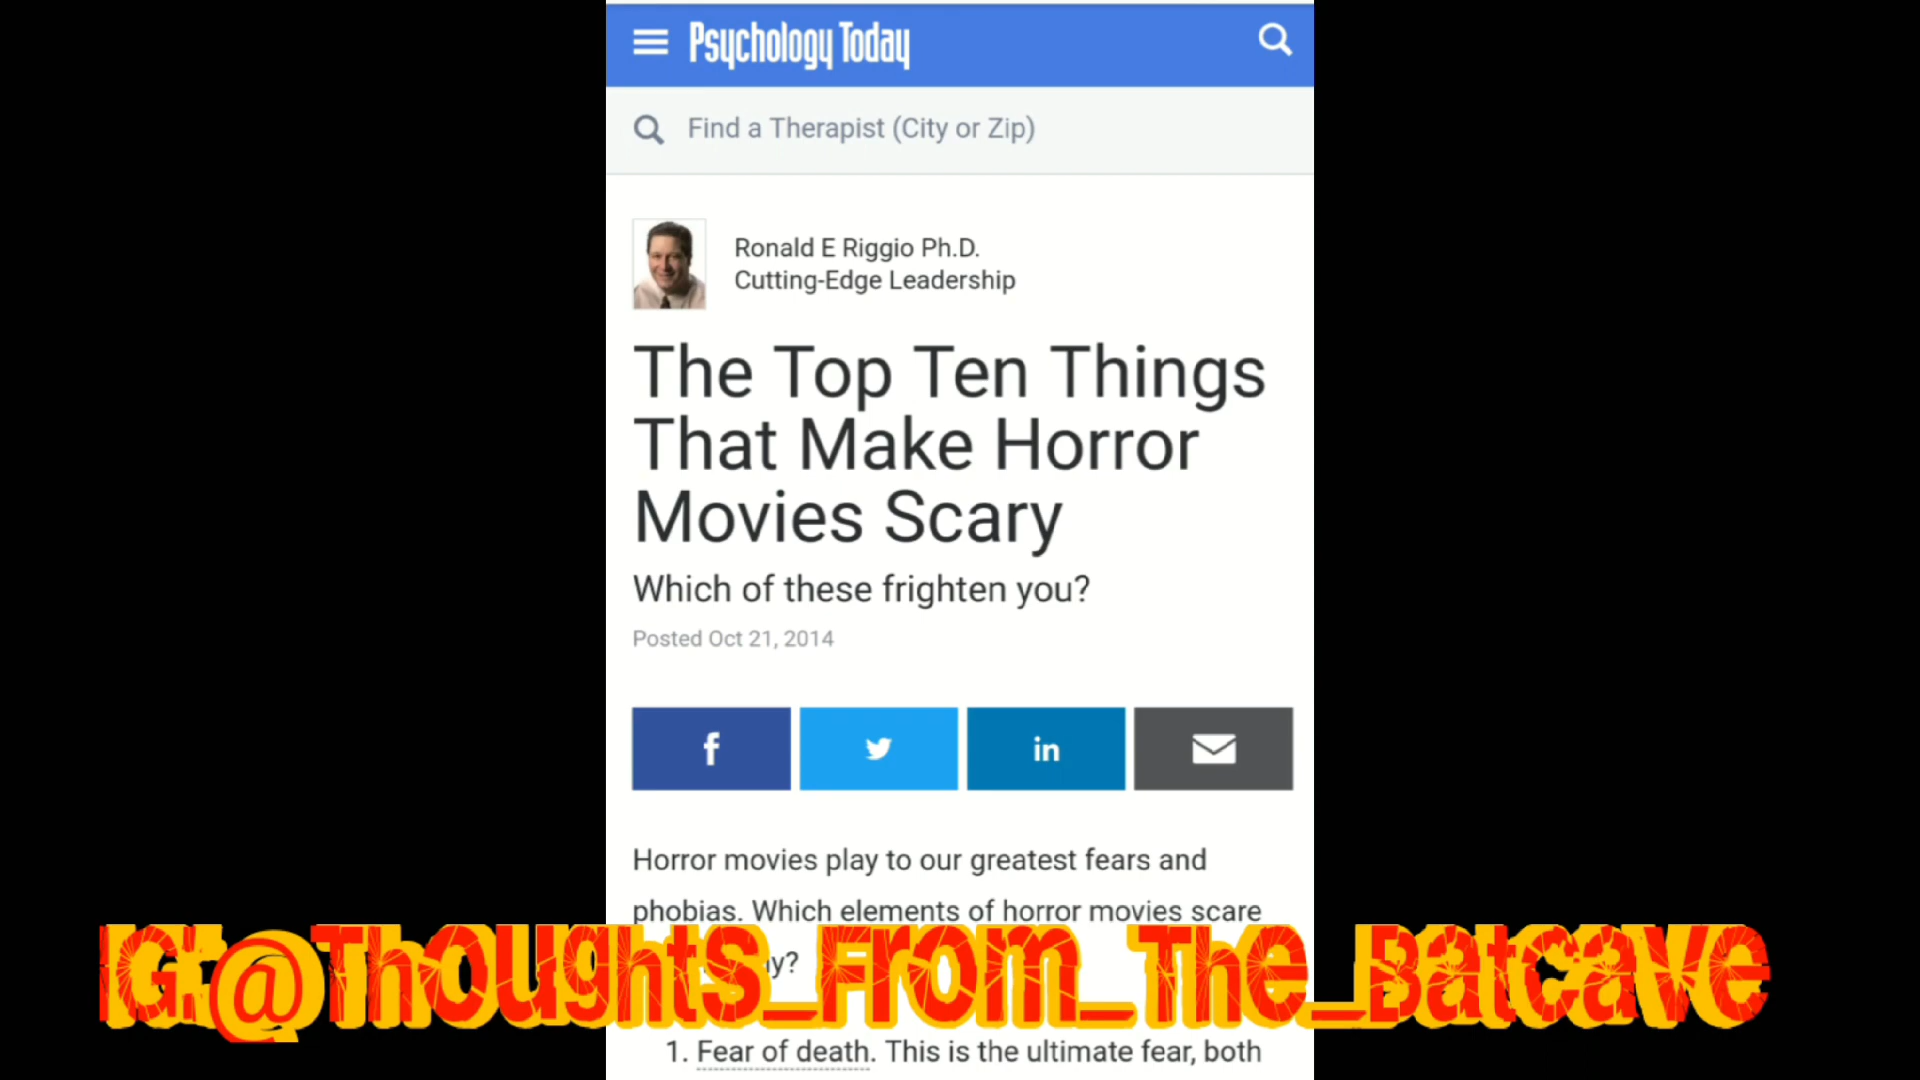 Psychology Today
Find a Therapist (City or Zip)
Ronald E Riggio Ph.D.
Cutting-Edge Leadership
The Top Ten Things
That Make Horror
Movies Scary
Which of these frighten you?
Posted Oct 21, 2014
f
in
Horror movies play to our greatest fears and
phobias. Which elements of horror movies scare
y?
IG:@Thoughts_From_The_Batcave
1. Fear of death. This is the ultimate fear, both